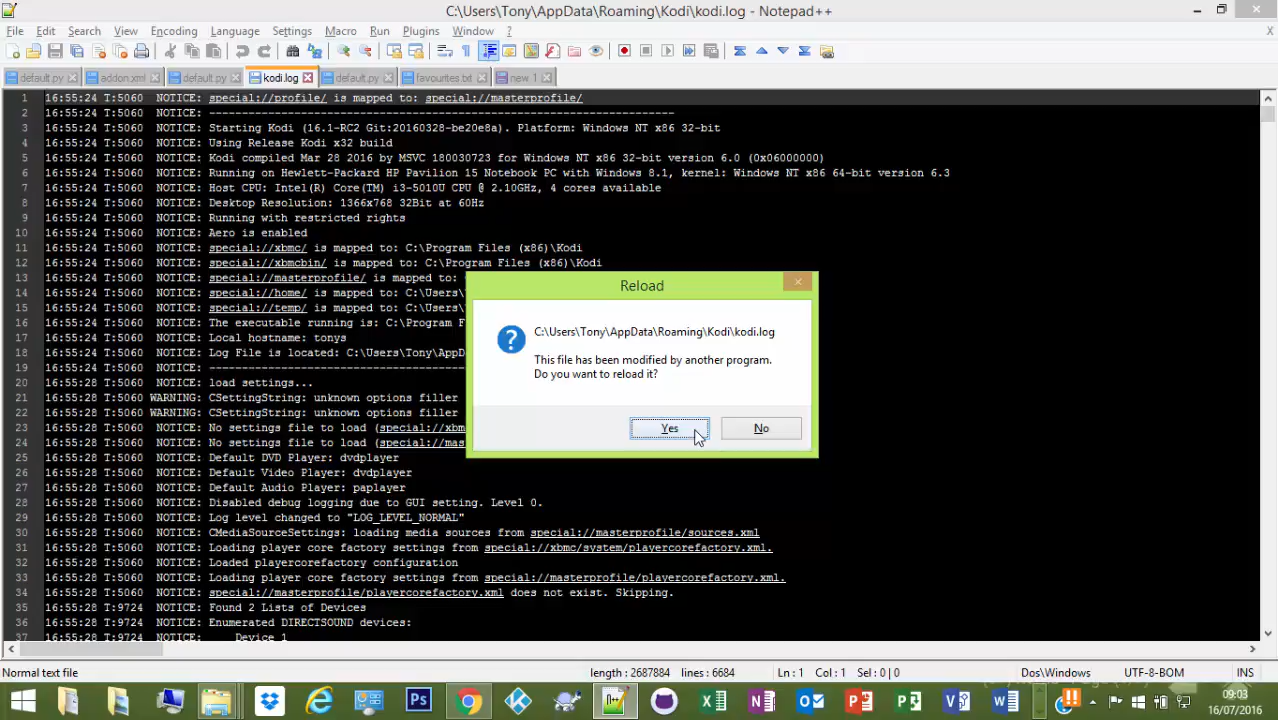 C:\Users\Tony\AppData\Roaming\Kodi\kodi.log - Notepad++
File Edit Search View Encoding Language Settings Macro Run Plugins Window ? X
default.py addon.xml default.py kodi.log default.py favourites.txt new 1
1 16:55:24 T:5060 NOTICE: special://profile/ is mapped to: special://masterprofile/
2 16:55:24 T:5060 NOTICE: -----------------------------------------------------------------------
3 16:55:24 T:5060 NOTICE: Starting Kodi (16.1-RC2 Git:20160328-be20e8a). Platform: Windows NT x86 32-bit
4 16:55:24 T:5060 NOTICE: Using Release Kodi x32 build
5 16:55:24 T:5060 NOTICE: Kodi compiled Mar 28 2016 by MSVC 180030723 for Windows NT x86 32-bit version 6.0 (0x06000000)
6 16:55:24 T:5060 NOTICE: Running on Hewlett-Packard HP Pavilion 15 Notebook PC with Windows 8.1, kernel: Windows NT x86 64-bit version 6.3
7 16:55:24 T:5060 NOTICE: Host CPU: Intel(R) Core(TM) i3-5010U CPU @ 2.10GHz, 4 cores available
8 16:55:24 T:5060 NOTICE: Desktop Resolution: 1366x768 32Bit at 60Hz
9 16:55:24 T:5060 NOTICE: Running with restricted rights
10 16:55:24 T:5060 NOTICE: Aero is enabled
11 16:55:24 T:5060 NOTICE: special://xbmc/ is mapped to: C:\Program Files (x86)\Kodi
12 16:55:24 T:5060 NOTICE: special://xbmcbin/ is mapped to: C:\Program Files (x86)\Kodi
13 16:55:24 T:5060 NOTICE: special://masterprofile/ is mapped to:
14 16:55:24 T:5060 NOTICE: special://home/ is mapped to: C:\Users\
15 16:55:24 T:5060 NOTICE: special://temp/ is mapped to: C:\Users\
16 16:55:24 T:5060 NOTICE: The executable running is: C:\Program F
17 16:55:24 T:5060 NOTICE: Local hostname: tonys
18 16:55:24 T:5060 NOTICE: Log File is located: C:\Users\Tony\AppD
19 16:55:24 T:5060 NOTICE: --------------------------------------
20 16:55:24 T:5060 NOTICE: load settings...
21 16:55:28 T:5060 WARNING: CSettingString: unknown options filler
22 16:55:28 T:5060 WARNING: CSettingString: unknown options filler
23 16:55:28 T:5060 NOTICE: No settings file to load (special://xbm
24 16:55:28 T:5060 NOTICE: No settings file to load (special://mas
25 16:55:28 T:5060 NOTICE: Default DVD Player: dvdplayer
26 16:55:28 T:5060 NOTICE: Default Video Player: dvdplayer
27 16:55:28 T:5060 NOTICE: Default Audio Player: paplayer
28 16:55:28 T:5060 NOTICE: Disabled debug logging due to GUI setting. Level 0.
29 16:55:28 T:5060 NOTICE: Log level changed to "LOG_LEVEL_NORMAL"
30 16:55:28 T:5060 NOTICE: CMediaSourceSettings: loading media sources from special://masterprofile/sources.xml
31 16:55:28 T:5060 NOTICE: Loading player core factory settings from special://xbmc/system/playercorefactory.xml.
32 16:55:28 T:5060 NOTICE: Loaded playercorefactory configuration
33 16:55:28 T:5060 NOTICE: Loading player core factory settings from special://masterprofile/playercorefactory.xml.
34 16:55:28 T:5060 NOTICE: special://masterprofile/playercorefactory.xml does not exist. Skipping.
35 16:55:28 T:9724 NOTICE: Found 2 Lists of Devices
36 16:55:28 T:9724 NOTICE: Enumerated DIRECTSOUND devices:
37 16:55:28 T:9724 NOTICE: Device 1
Reload
C:\Users\Tony\AppData\Roaming\Kodi\kodi.log
This file has been modified by another program.
Do you want to reload it?
Yes No
Normal text file length : 2687884 lines : 6684 Ln : 1 Col : 1 Sel : 0 | 0 Dos\Windows UTF-8-BOM INS
09:03
16/07/2016